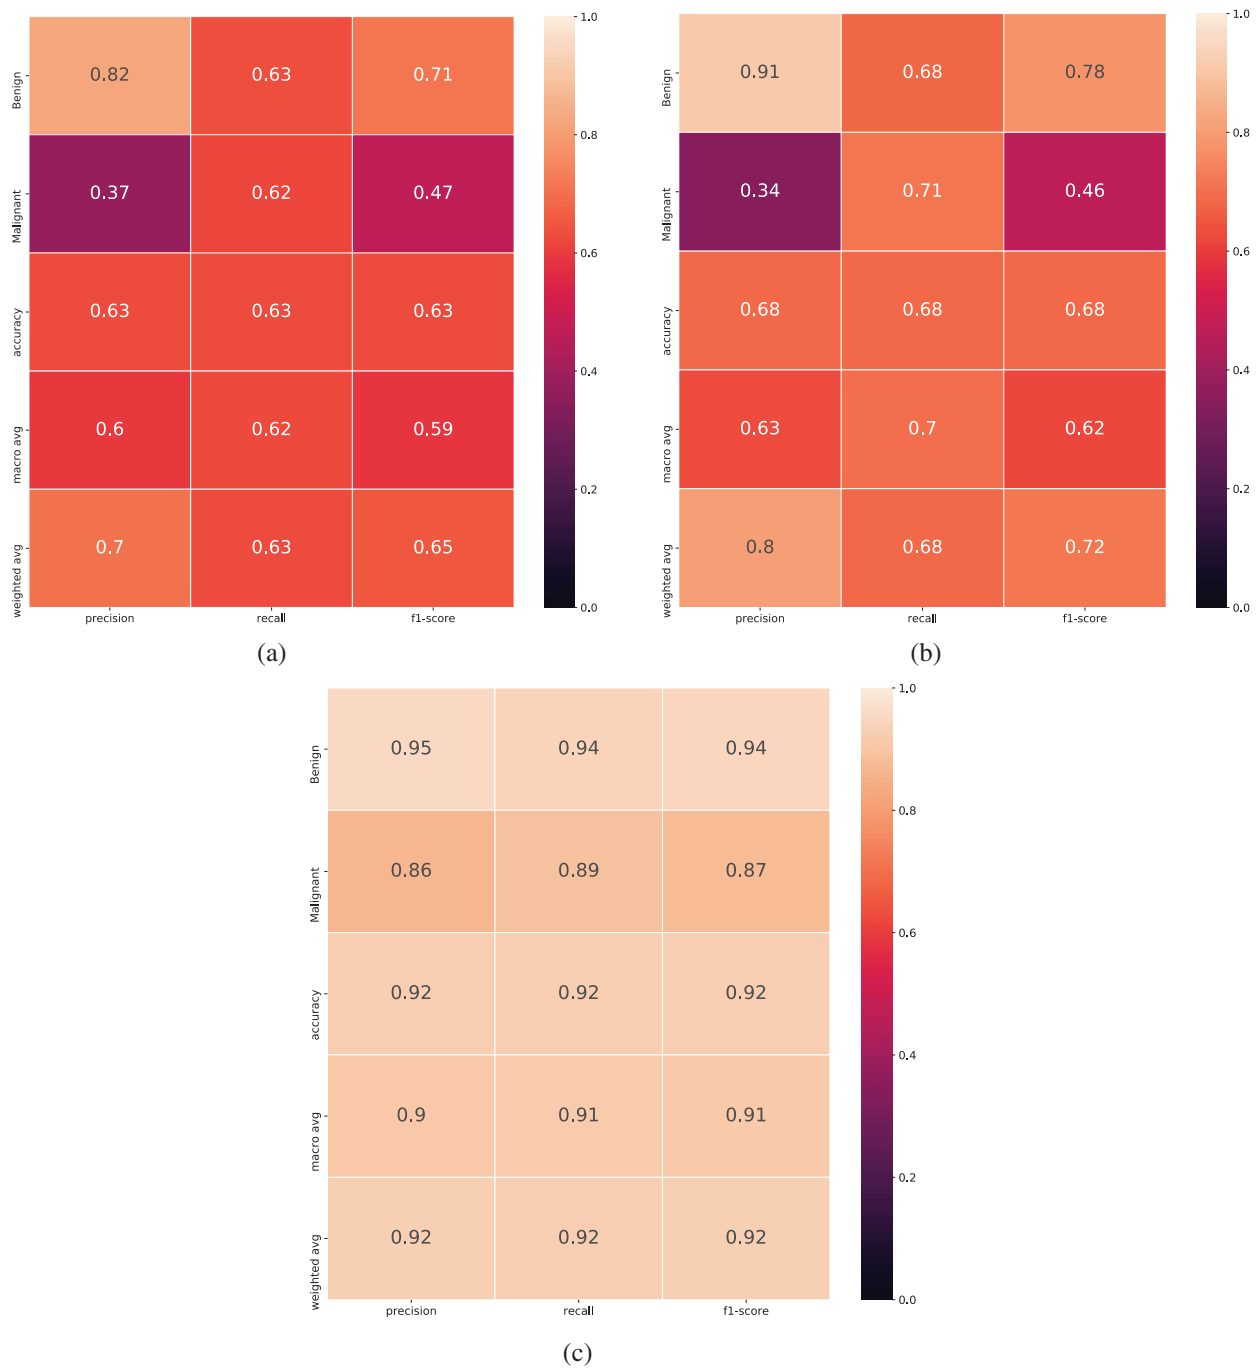 Benign 0.82 0.63 0.71
Malignant 0.37 0.62 0.47
accuracy 0.63 0.63 0.63
macro avg 0.6 0.62 0.59
weighted avg 0.7 0.63 0.65
precision recall f1-score
1.0
0.8
0.6
0.4
0.2
0.0
(a)
Benign 0.91 0.68 0.78
Malignant 0.34 0.71 0.46
accuracy 0.68 0.68 0.68
macro avg 0.63 0.7 0.62
weighted avg 0.8 0.68 0.72
precision recall f1-score
1.0
0.8
0.6
0.4
0.2
0.0
(b)
Benign 0.95 0.94 0.94
Malignant 0.86 0.89 0.87
accuracy 0.92 0.92 0.92
macro avg 0.9 0.91 0.91
weighted avg 0.92 0.92 0.92
precision recall f1-score
1.0
0.8
0.6
0.4
0.2
0.0
(c)